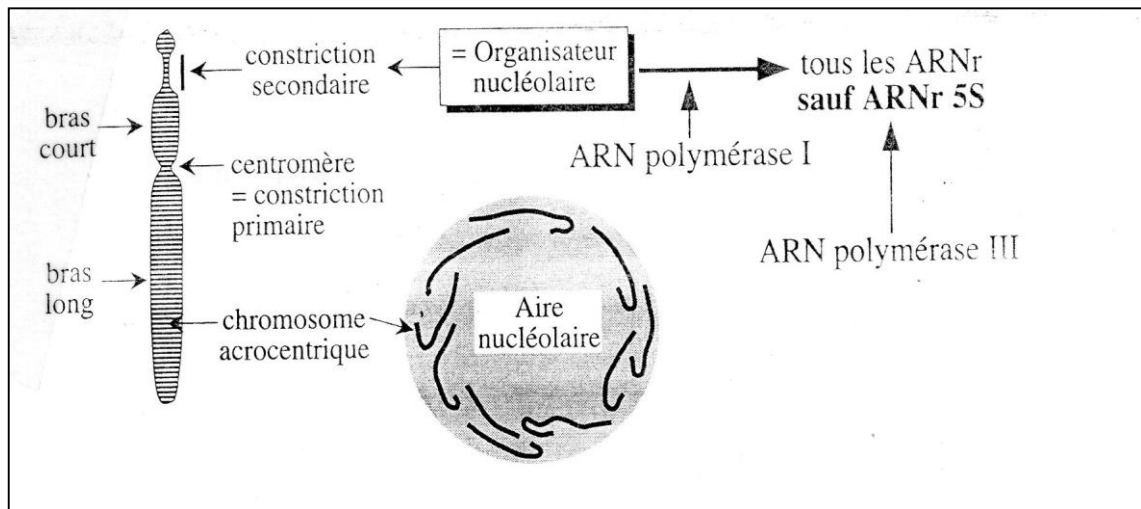 constriction
secondaire
= Organisateur
nucléolaire
tous les ARNr
sauf ARNr 5S
bras
court
ARN polymérase I
centromère
= constriction
primaire
ARN polymérase III
bras
long
Aire
nucléolaire
chromosome
acrocentrique